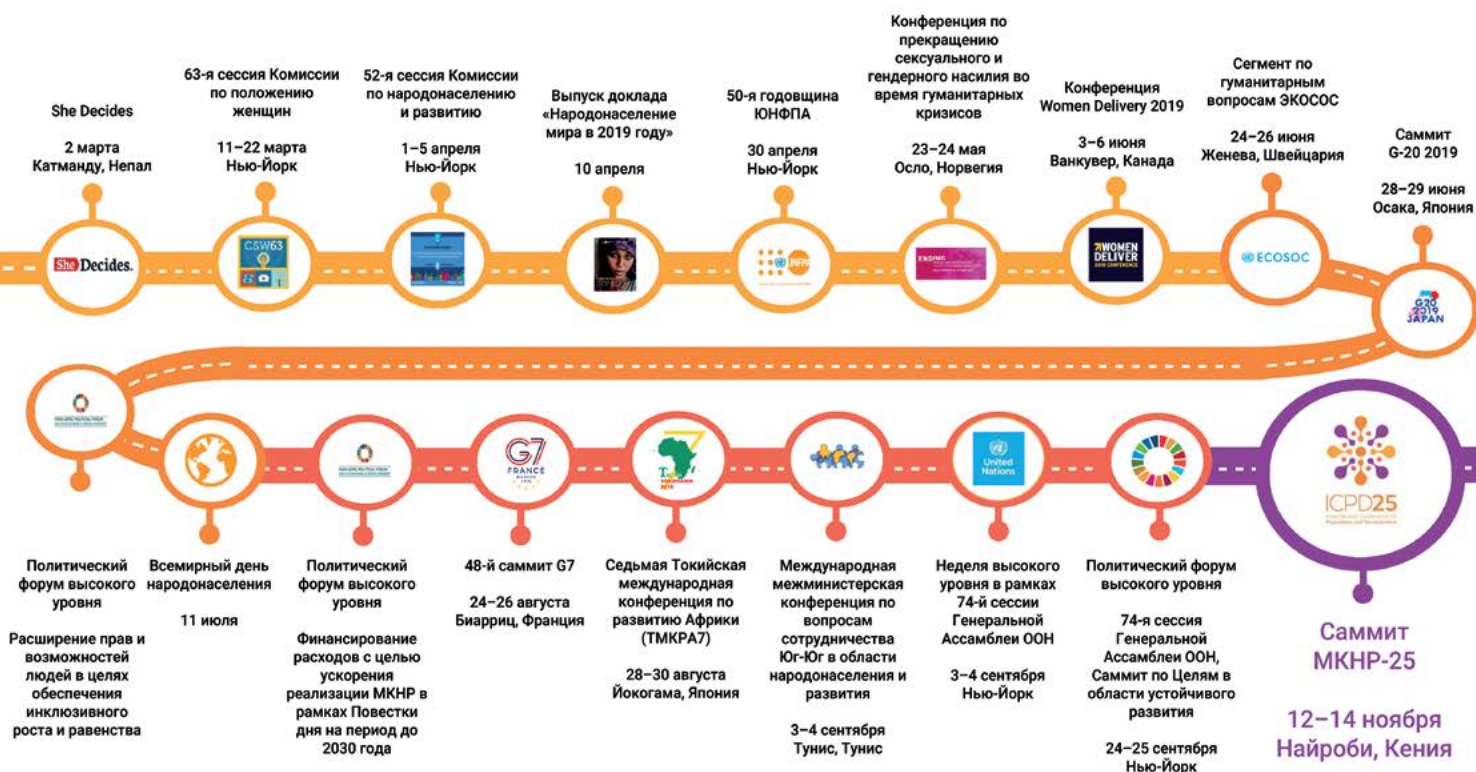 She Decides
2 марта
Катманду, Непал
63-я сессия Комиссии
по положению
женщин
11–22 марта
Нью-Йорк
52-я сессия Комиссии
по народонаселению
и развитию
1–5 апреля
Нью-Йорк
Выпуск доклада
«Народонаселение
мира в 2019 году»
10 апреля
50-я годовщина
ЮНФПА
30 апреля
Нью-Йорк
Конференция по
прекращению
сексуального и
гендерного насилия во
время гуманитарных
кризисов
23–24 мая
Осло, Норвегия
Конференция
Women Delivery 2019
3–6 июня
Ванкувер, Канада
Сегмент по
гуманитарным
вопросам ЭКОСОС
24–26 июня
Женева, Швейцария
Саммит
G-20 2019
28–29 июня
Осака, Япония
She Decides.
CSW63
UNFPA
WOMEN
DELIVER
2019 CONFERENCE
ECOSOC
G20
2019
JAPAN
G7
FRANCE
BIARRITZ
2019
United
Nations
ICPD25
Политический
форум высокого
уровня
Расширение прав и
возможностей
людей в целях
обеспечения
инклюзивного
роста и равенства
Всемирный день
народонаселения
11 июля
Политический
форум высокого
уровня
Финансирование
расходов с целью
ускорения
реализации МКНР в
рамках Повестки
дня на период до
2030 года
48-й саммит G7
24–26 августа
Биарриц, Франция
Седьмая Токийская
международная
конференция по
развитию Африки
(ТМКРА7)
28–30 августа
Йокогама, Япония
Международная
межминистерская
конференция по
вопросам
сотрудничества
Юг-Юг в области
народонаселения и
развития
3–4 сентября
Тунис, Тунис
Неделя высокого
уровня в рамках
74-й сессии
Генеральной
Ассамблеи ООН
3–4 сентября
Нью-Йорк
Политический форум
высокого уровня
74-я сессия
Генеральной
Ассамблеи ООН,
Саммит по Целям в
области устойчивого
развития
24–25 сентября
Нью-Йорк
Саммит
МКНР-25
12–14 ноября
Найроби, Кения